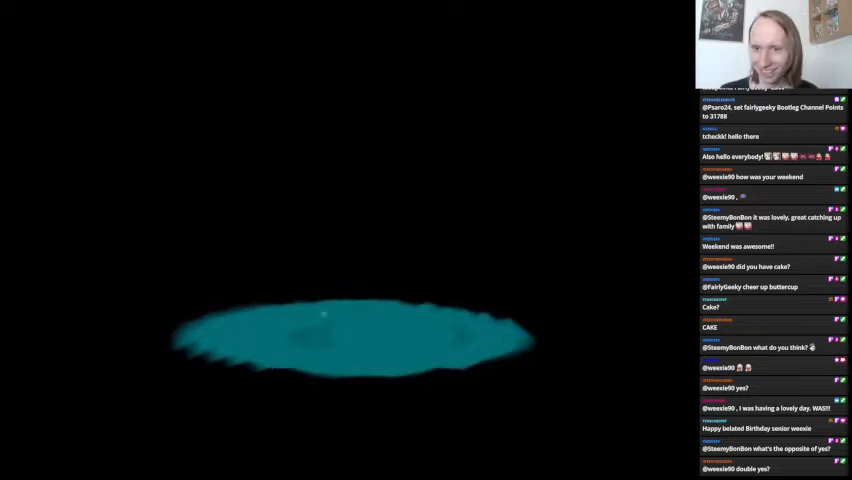 @Psaro24, set fairlygeeky Bootleg Channel Points
to 31788
tcheckk! hello there
Also hello everybody!
@weexie90 how was your weekend
@weexie90 ,
@SteemyBonBon it was lovely. great catching up
with family
Weekend was awesome!!
@weexie90 did you have cake?
@FairlyGeeky cheer up buttercup
Cake?
CAKE
@SteemyBonBon what do you think?
@weexie90
@weexie90 yes?
@weexie90 , I was having a lovely day. WAS!!!
Happy belated Birthday senior weexie
@SteemyBonBon what's the opposite of yes?
@weexie90 double yes?